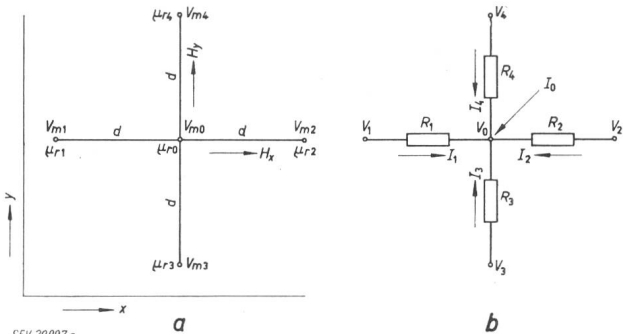 μr4 Vm4
Hy
d
Vm1 d Vm0 d Vm2
μr1 μr0 Hx μr2
d
y
μr3 Vm3
x
a
V4
R4
I0
I4
V1 R1 V0 R2 V2
I1 I3 I2
R3
V3
b